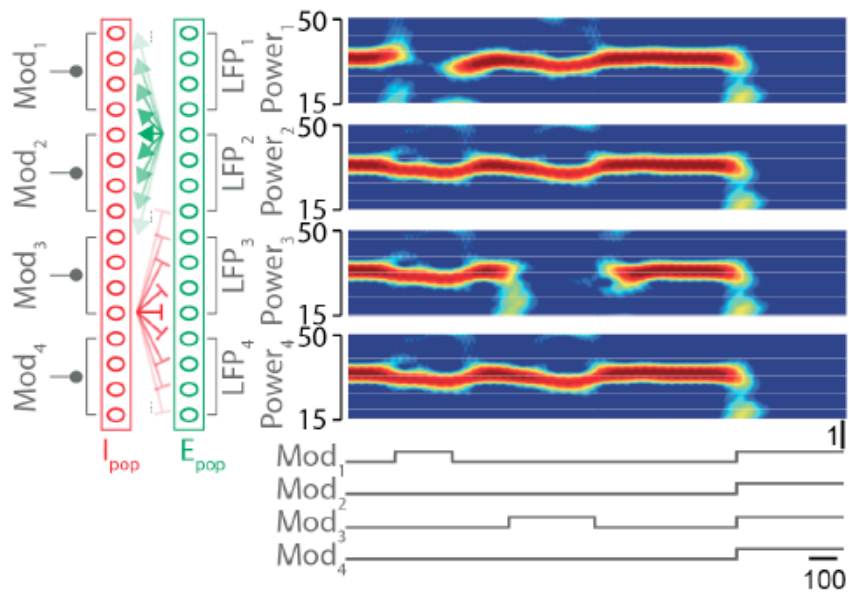 Mod1
Mod2
Mod3
Mod4
Ipop
Epop
LFP1
LFP2
LFP3
LFP4
Power1
50
15
Power2
50
15
Power3
50
15
Power4
50
15
1
Mod1
Mod2
Mod3
Mod4
100